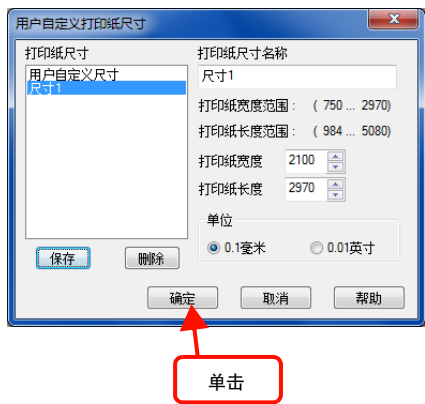 用户自定义打印纸尺寸
打印纸尺寸
用户自定义尺寸
尺寸1
保存
删除
打印纸尺寸名称
尺寸1
打印纸宽度范围： ( 750 ... 2970)
打印纸长度范围： ( 984 ... 5080)
打印纸宽度 2100
打印纸长度 2970
单位
0.1毫米 0.01英寸
确定 取消 帮助
单击